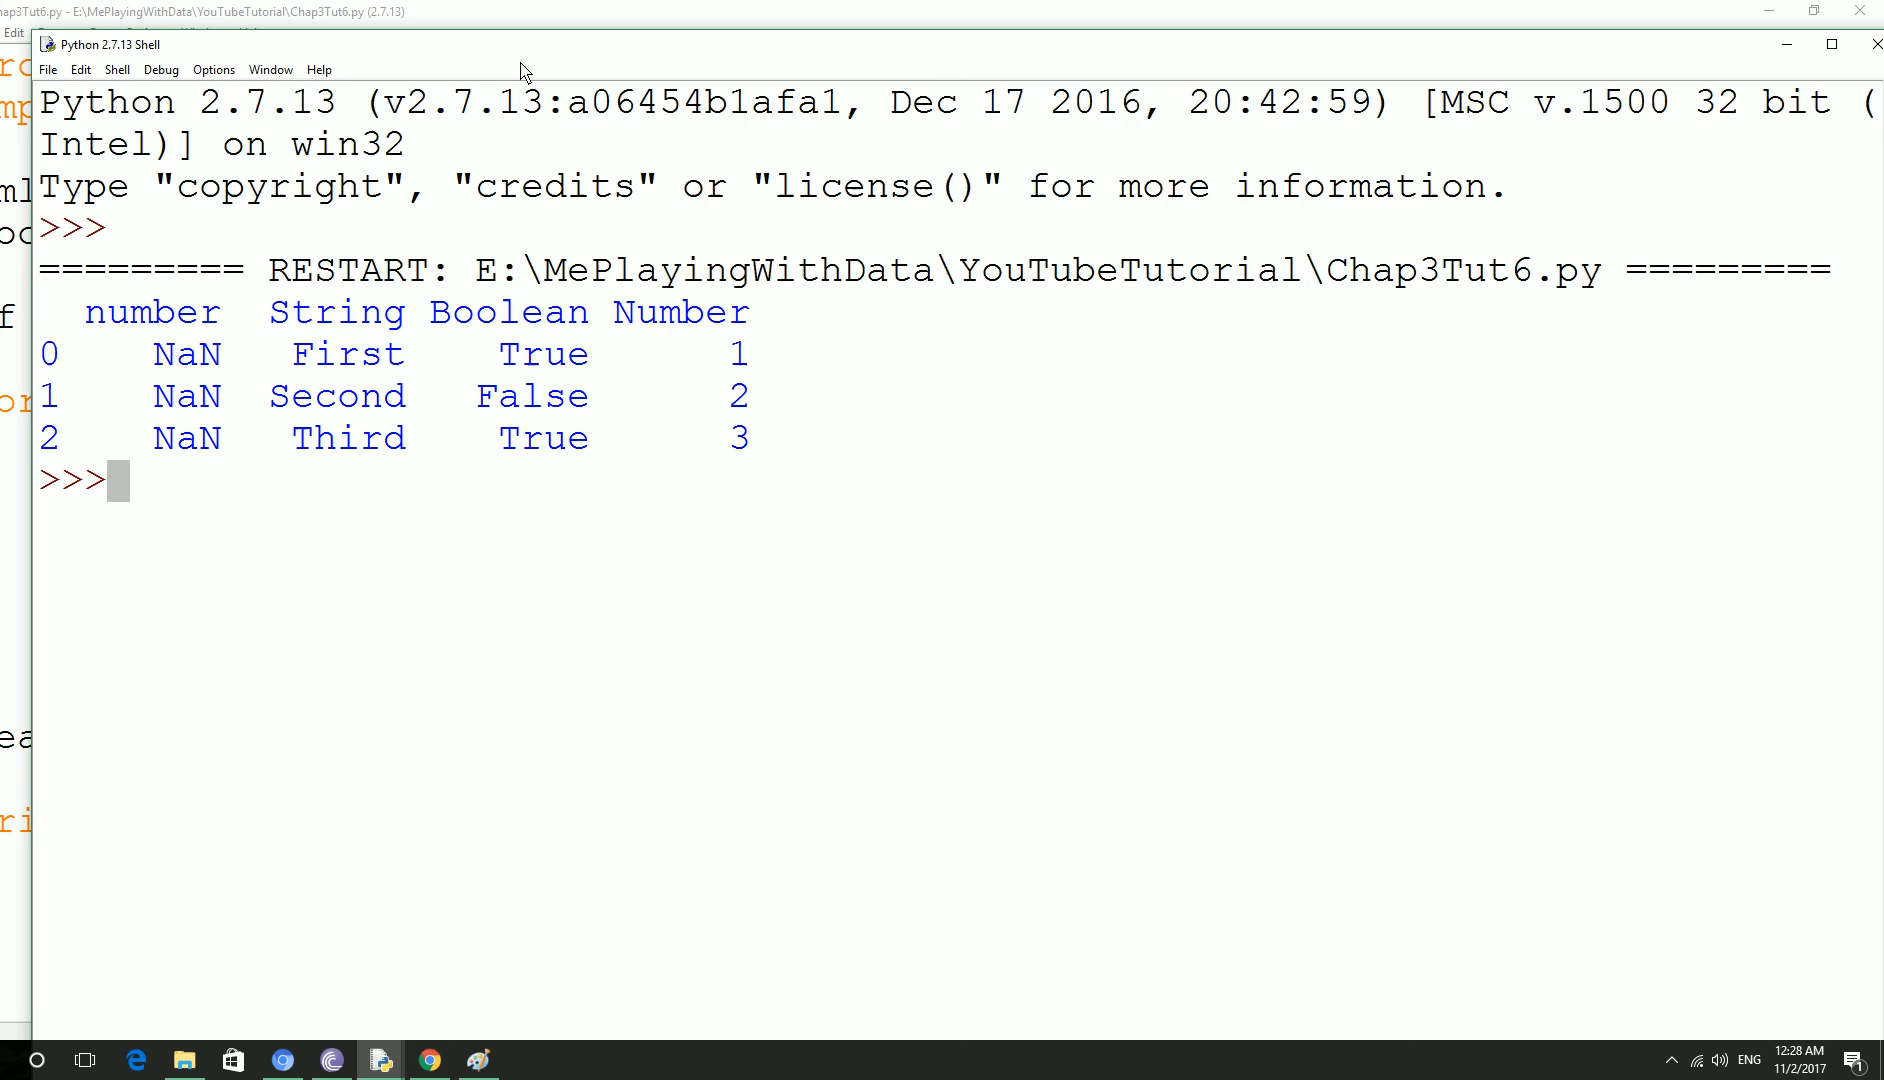 hap3Tut6.py - E:\MePlayingWithData\YouTubeTutorial\Chap3Tut6.py (2.7.13)
Edit
Python 2.7.13 Shell
File Edit Shell Debug Options Window Help
Python 2.7.13 (v2.7.13:a06454b1afa1, Dec 17 2016, 20:42:59) [MSC v.1500 32 bit (
Intel)] on win32
Type "copyright", "credits" or "license()" for more information.
>>>
========= RESTART: E:\MePlayingWithData\YouTubeTutorial\Chap3Tut6.py =========
number String Boolean Number
0 NaN First True 1
1 NaN Second False 2
2 NaN Third True 3
>>>
ENG
12:28 AM
11/2/2017
1